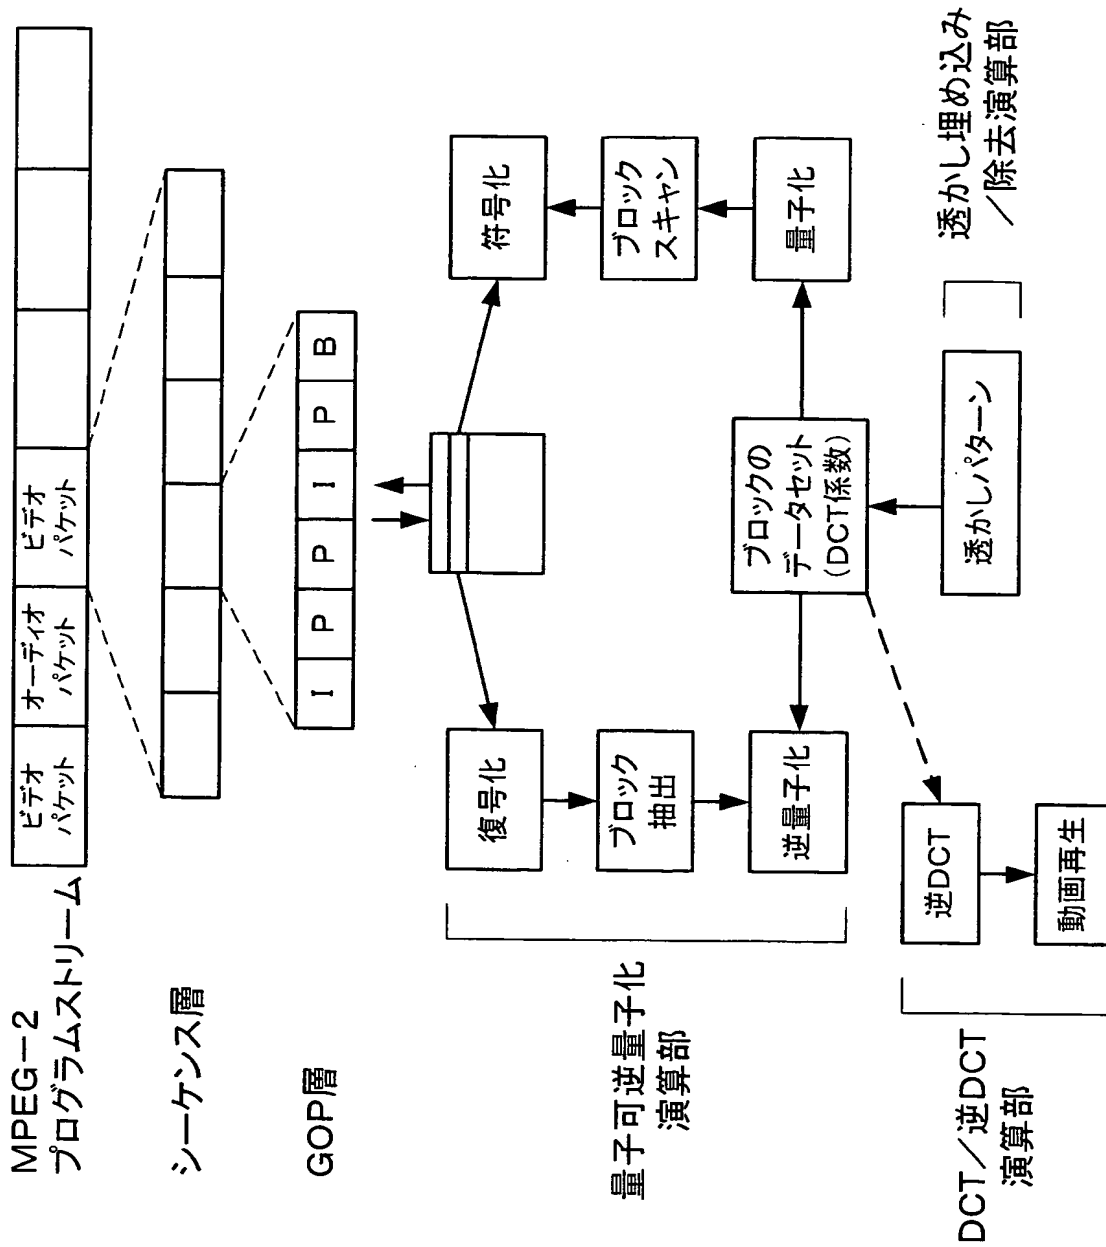 MPEG－2
プログラムストリーム
ビデオ
パケット
オーディオ
パケット
ビデオ
パケット
シーケンス層
GOP層
I
P
P
I
P
B
量子可逆量子化
演算部
復号化
ブロック
抽出
逆量子化
符号化
ブロック
スキャン
量子化
ブロックの
データセット
(DCT係数)
DCT／逆DCT
演算部
逆DCT
動画再生
透かしパターン
透かし埋め込み
／除去演算部